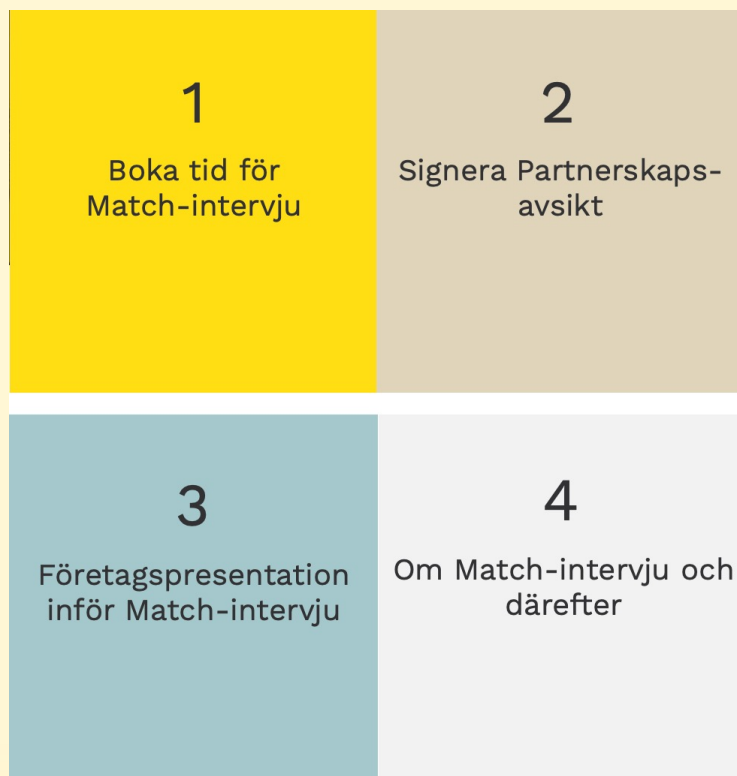 1
Boka tid för
Match-intervju
2
Signera Partnerskaps-
avsikt
3
Företagspresentation
inför Match-intervju
4
Om Match-intervju och
därefter